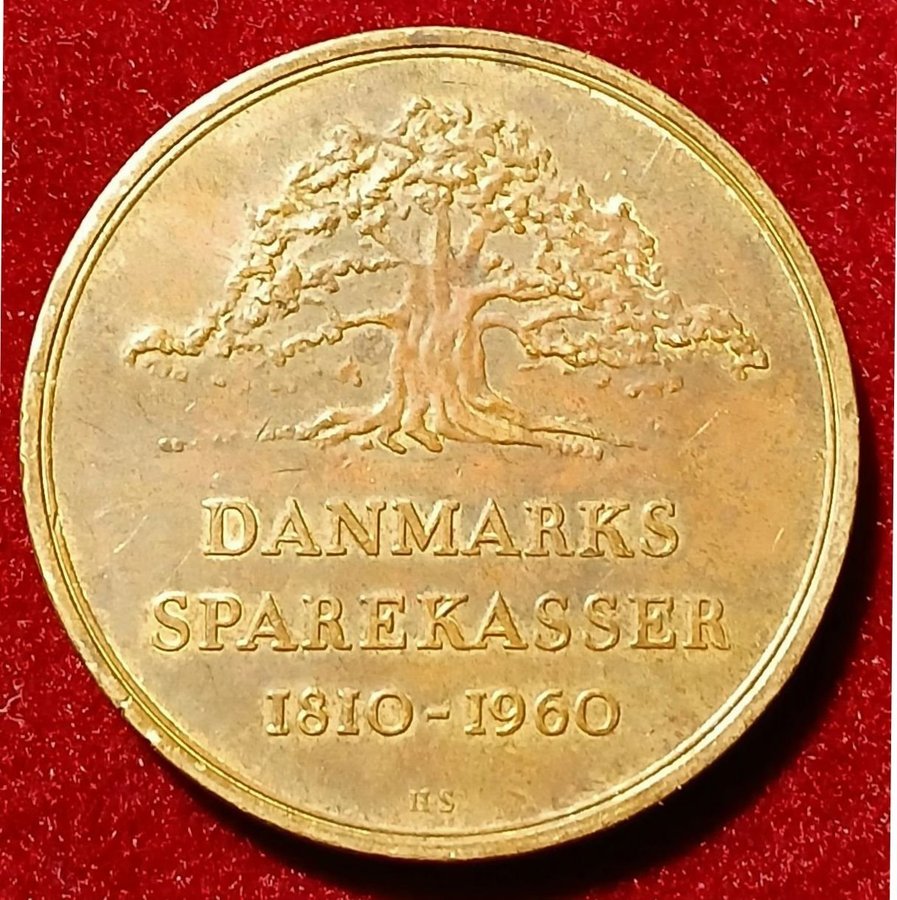 DANMARKS
SPAREKASSER
1810-1960
HS